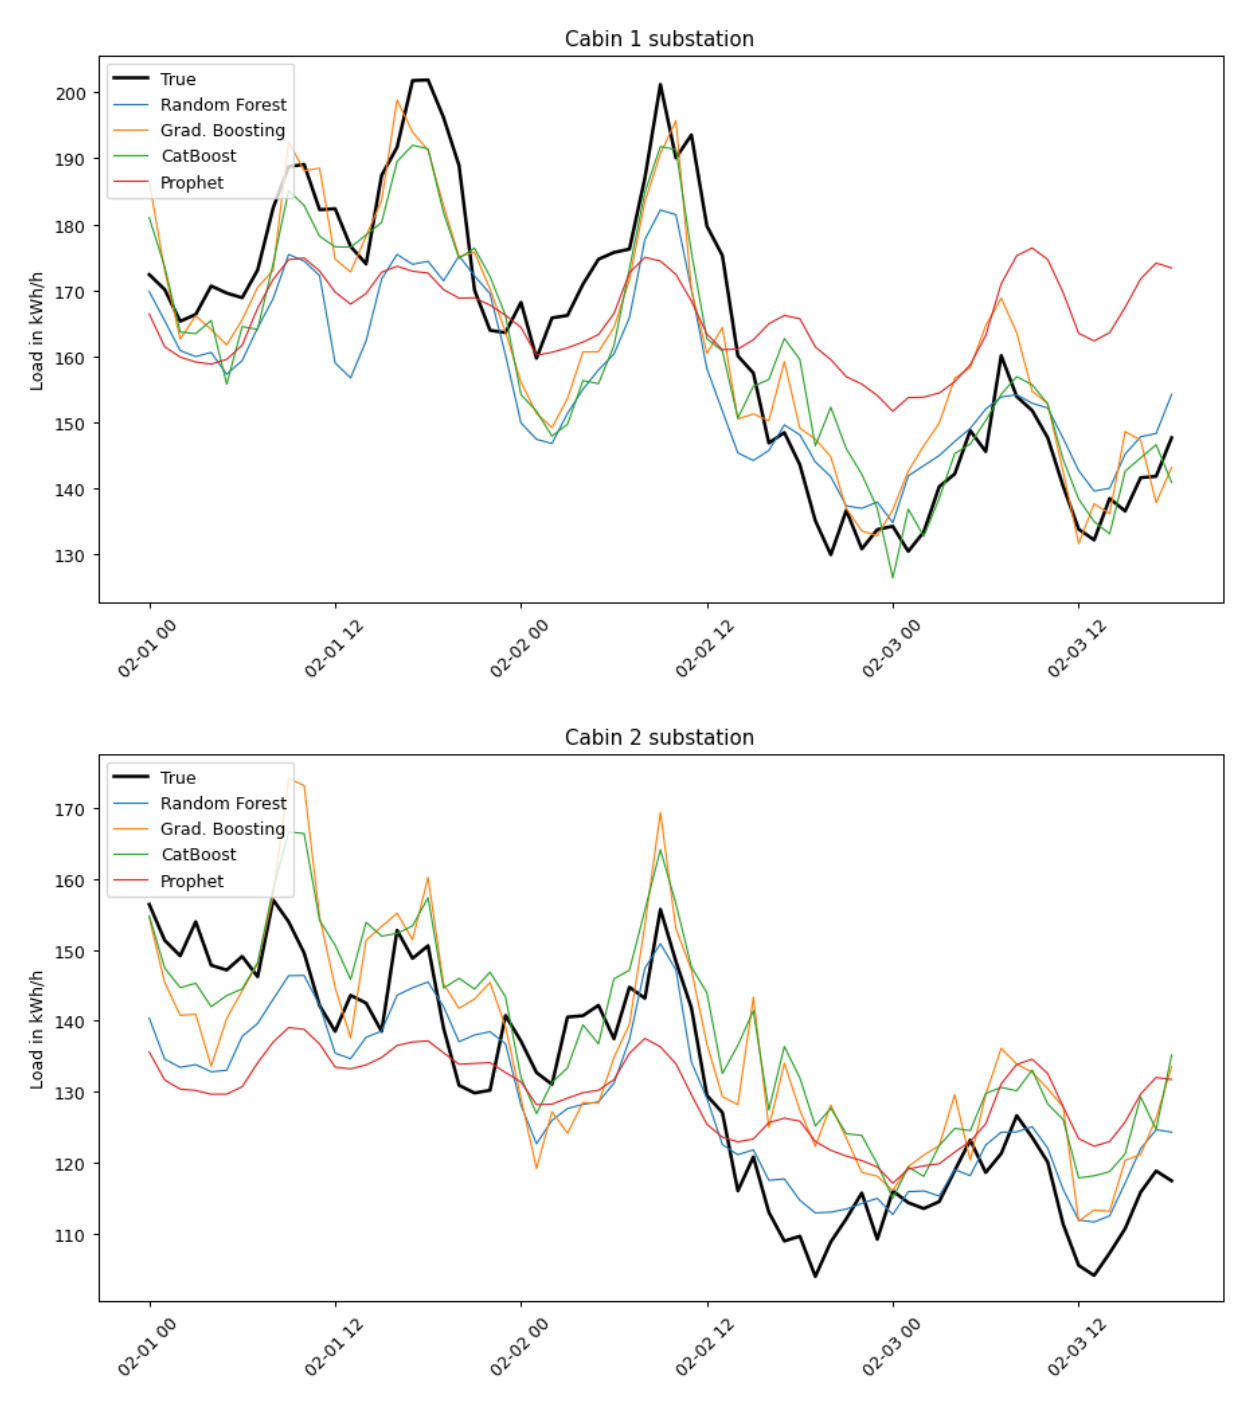 Cabin 1 substation
True
Random Forest
Grad. Boosting
CatBoost
Prophet
Load in kWh/h
200
190
180
170
160
150
140
130
02-01 00
02-01 12
02-02 00
02-02 12
02-03 00
02-03 12
Cabin 2 substation
True
Random Forest
Grad. Boosting
CatBoost
Prophet
Load in kWh/h
170
160
150
140
130
120
110
02-01 00
02-01 12
02-02 00
02-02 12
02-03 00
02-03 12